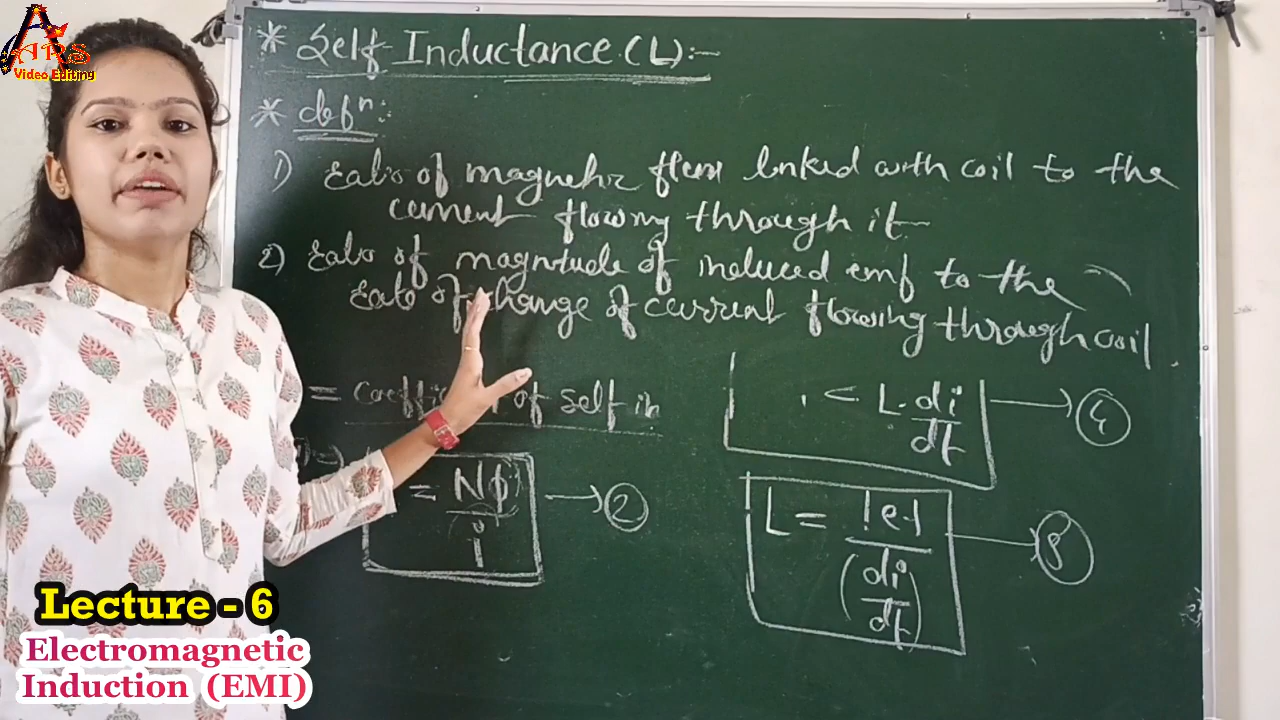 ARS
Video Editing
* Self Inductance (L):-
* defⁿ:
1) ratio of magnetic flux linked with coil to the
current flowing through it
2) ratio of magnitude of induced emf to the
rate of change of current flowing through coil
= coefficient of self in
L. di/dt → 4
= Nϕ/i → 2
L = |e|/(di/dt) → 8
Lecture - 6
Electromagnetic
Induction (EMI)